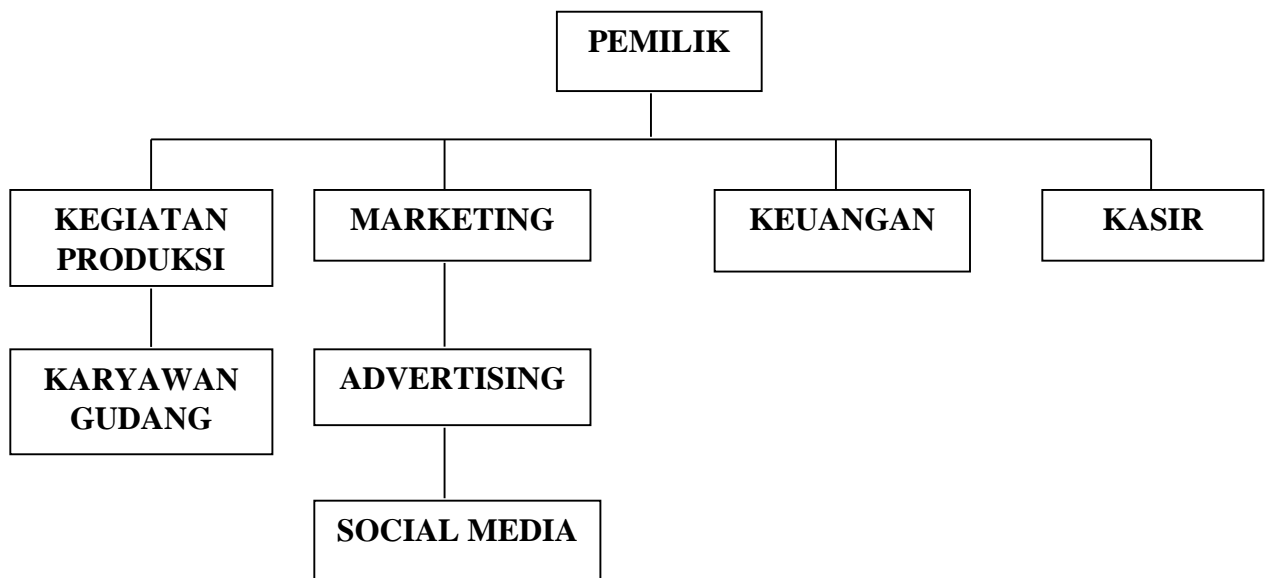 PEMILIK
KEGIATAN
PRODUKSI
MARKETING
KEUANGAN
KASIR
KARYAWAN
GUDANG
ADVERTISING
SOCIAL MEDIA